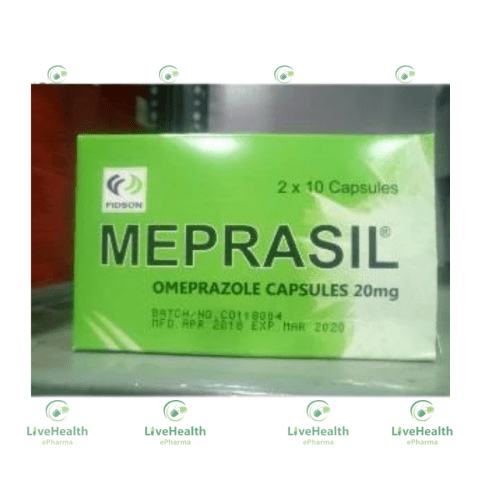 2 x 10 Capsules
FIDSON
MEPRASIL®
OMEPRAZOLE CAPSULES 20mg
BATCH/NO. CO118084
MFD. APR 2018 EXP. MAR 2020
LiveHealth LiveHealth LiveHealth LiveHealth
ePharma ePharma ePharma ePharma